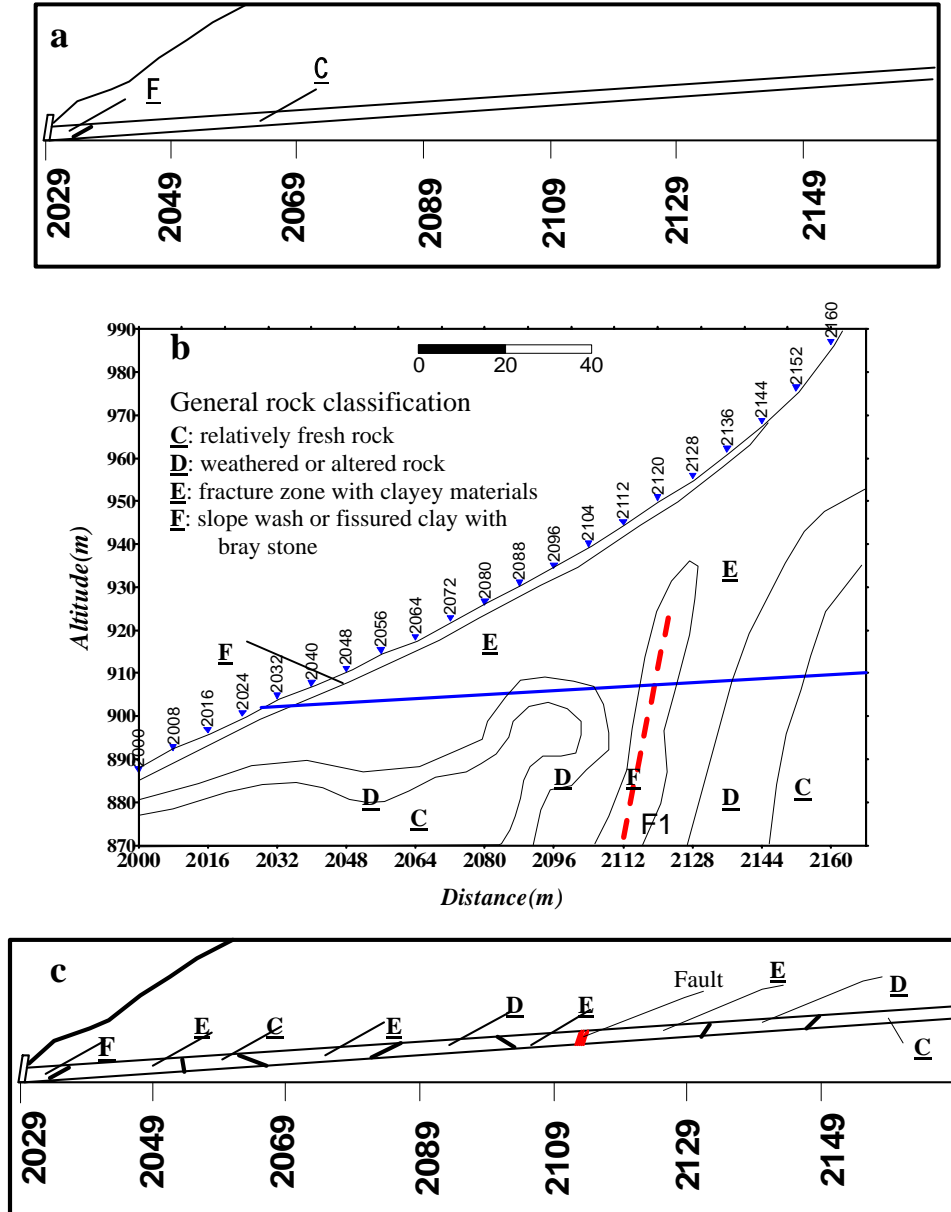 a
F
C
2029
2049
2069
2089
2109
2129
2149
b
0 20 40
General rock classification
C: relatively fresh rock
D: weathered or altered rock
E: fracture zone with clayey materials
F: slope wash or fissured clay with
bray stone
990
980
970
960
950
940
930
920
910
900
890
880
870
Altitude(m)
2000
2008
2016
2024
2032
2040
2048
2056
2064
2072
2080
2088
2096
2104
2112
2120
2128
2136
2144
2152
2160
F
E
E
D
C
D
F
D
C
F1
2000 2016 2032 2048 2064 2080 2096 2112 2128 2144 2160
Distance(m)
c
F
E
C
E
D
E
Fault
E
D
C
2029
2049
2069
2089
2109
2129
2149